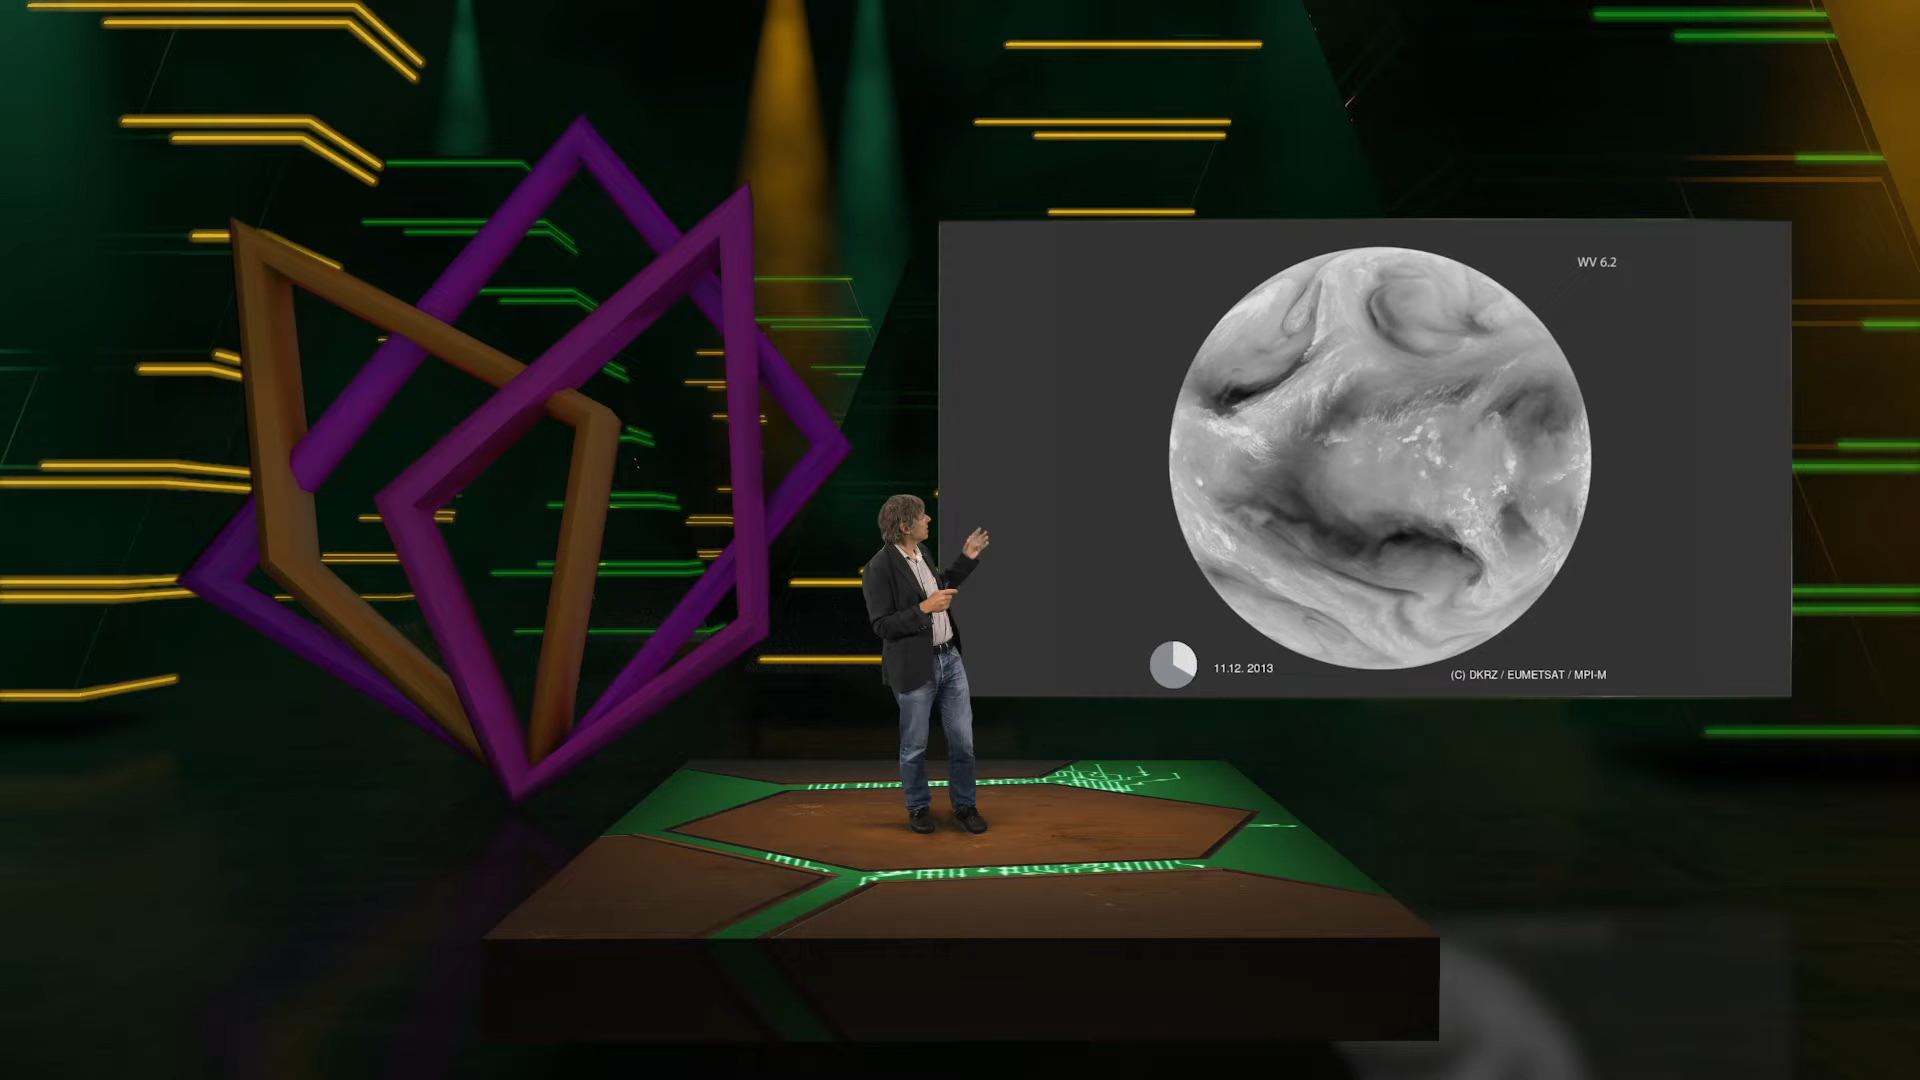 WV 6.2
11.12. 2013
(C) DKRZ / EUMETSAT / MPI-M